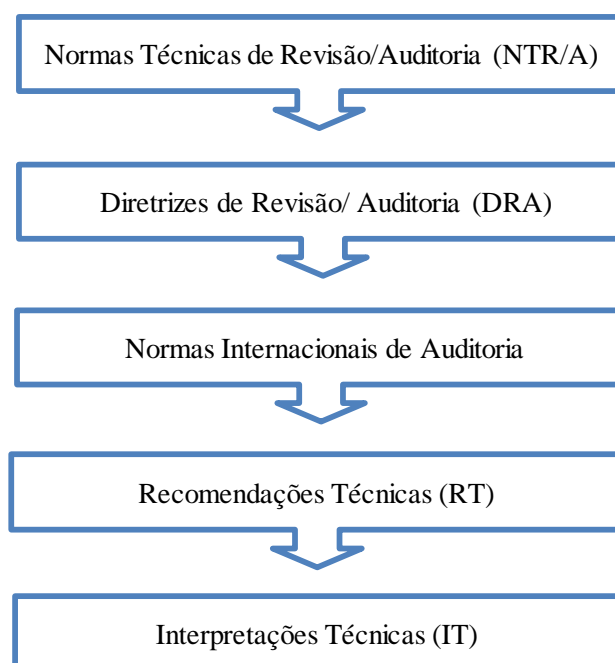 Normas Técnicas de Revisão/Auditoria (NTR/A)
Diretrizes de Revisão/ Auditoria (DRA)
Normas Internacionais de Auditoria
Recomendações Técnicas (RT)
Interpretações Técnicas (IT)